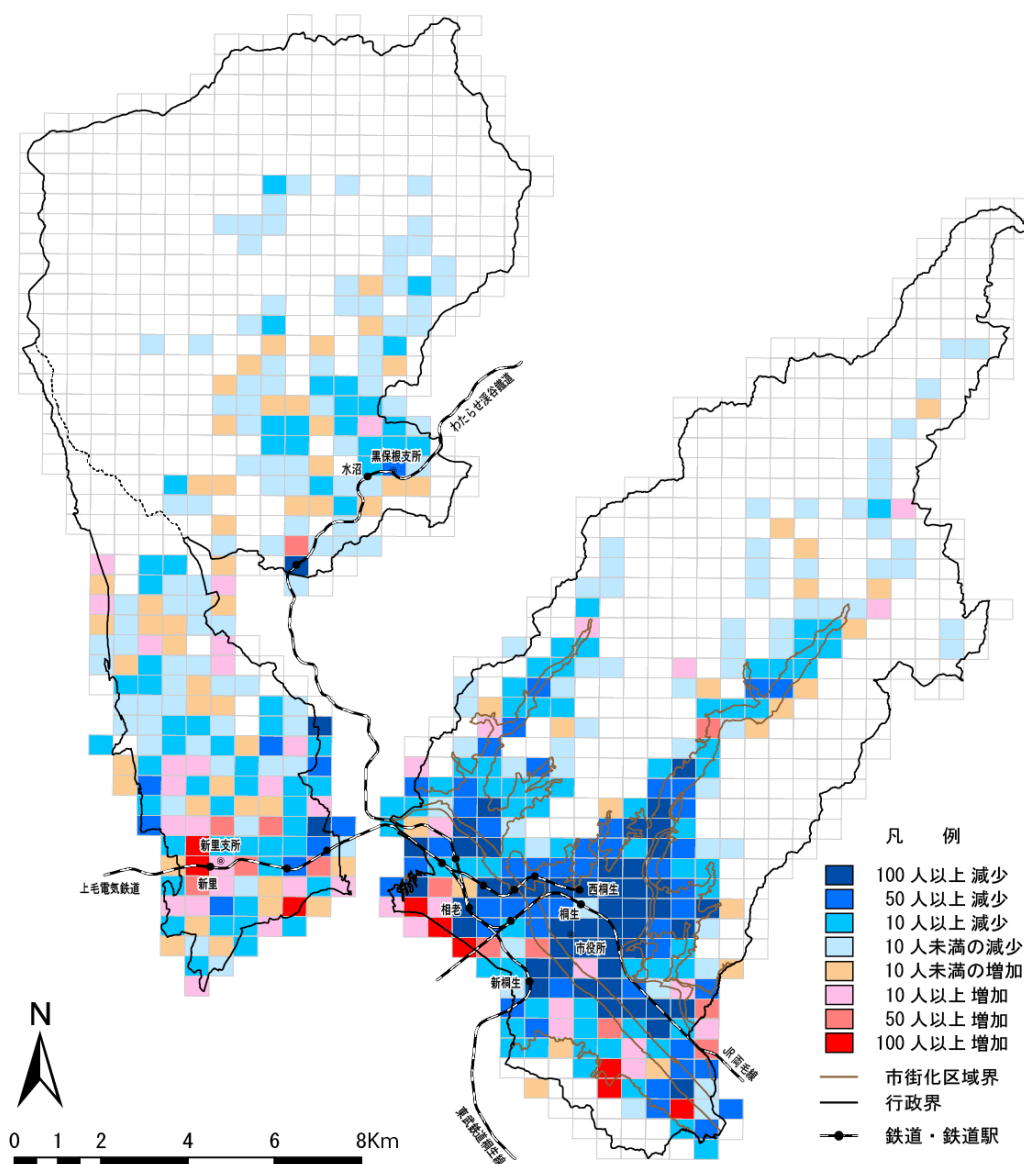 わたらせ渓谷鐵道
黒保根支所
水沼
新里支所
新里
上毛電気鉄道
相老
西桐生
桐生
市役所
新桐生
JR両毛線
東武鉄道桐生線
凡 例
100 人以上 減少
50 人以上 減少
10 人以上 減少
10 人未満の減少
10 人未満の増加
10 人以上 増加
50 人以上 増加
100 人以上 増加
市街化区域界
行政界
鉄道・鉄道駅
N
0 1 2 4 6 8Km